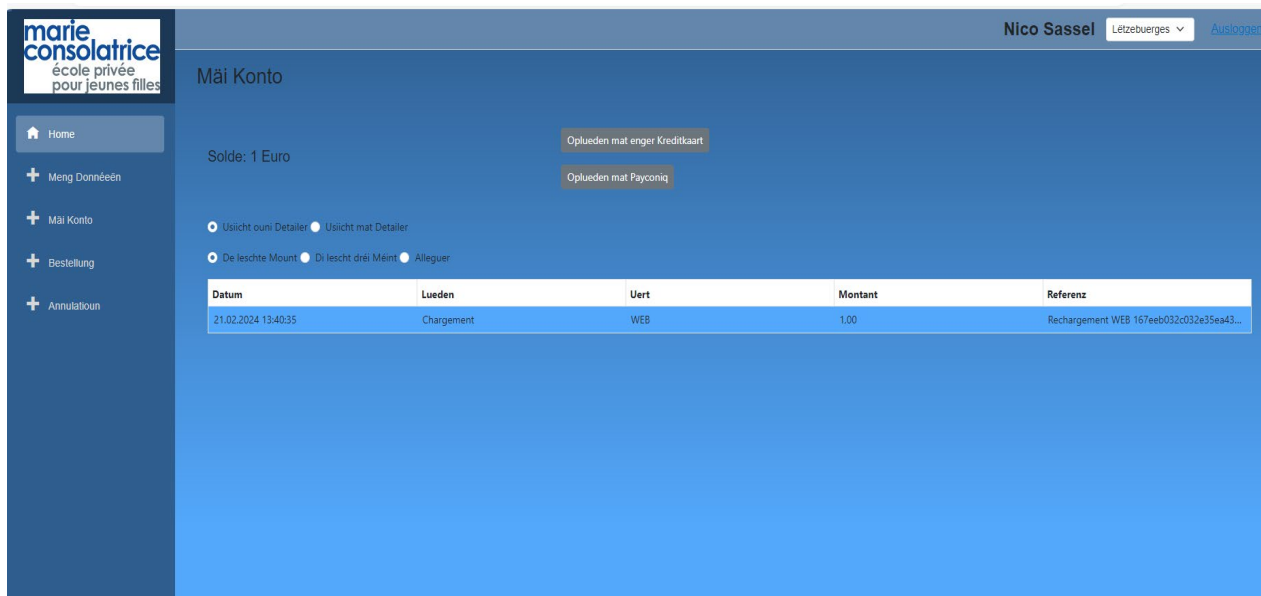 marie
consolatrice
école privée
pour jeunes filles
Nico Sassel Lëtzebuerges Ausloggen
Mäi Konto
Home
Meng Donnéeën
Mäi Konto
Bestellung
Annulatioun
Solde: 1 Euro
Oplueden mat enger Kreditkaart
Oplueden mat Payconiq
Usiicht ouni Detailer Usiicht mat Detailer
De leschte Mount Di lescht dréi Méint Alleguer
Datum Lueden Uert Montant Referenz
21.02.2024 13:40:35 Chargement WEB 1.00 Rechargement WEB 167eeb032c032e35ea43...